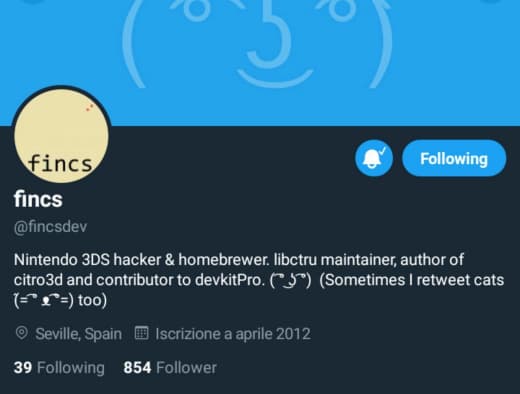 fincs
Following
fincs
@fincsdev
Nintendo 3DS hacker & homebrewer. libctru maintainer, author of
citro3d and contributor to devkitPro. ( ͡° ͜ʖ ͡°) (Sometimes I retweet cats
(=͡° ᴥ ͡°=) too)
Seville, Spain Iscrizione a aprile 2012
39 Following 854 Follower